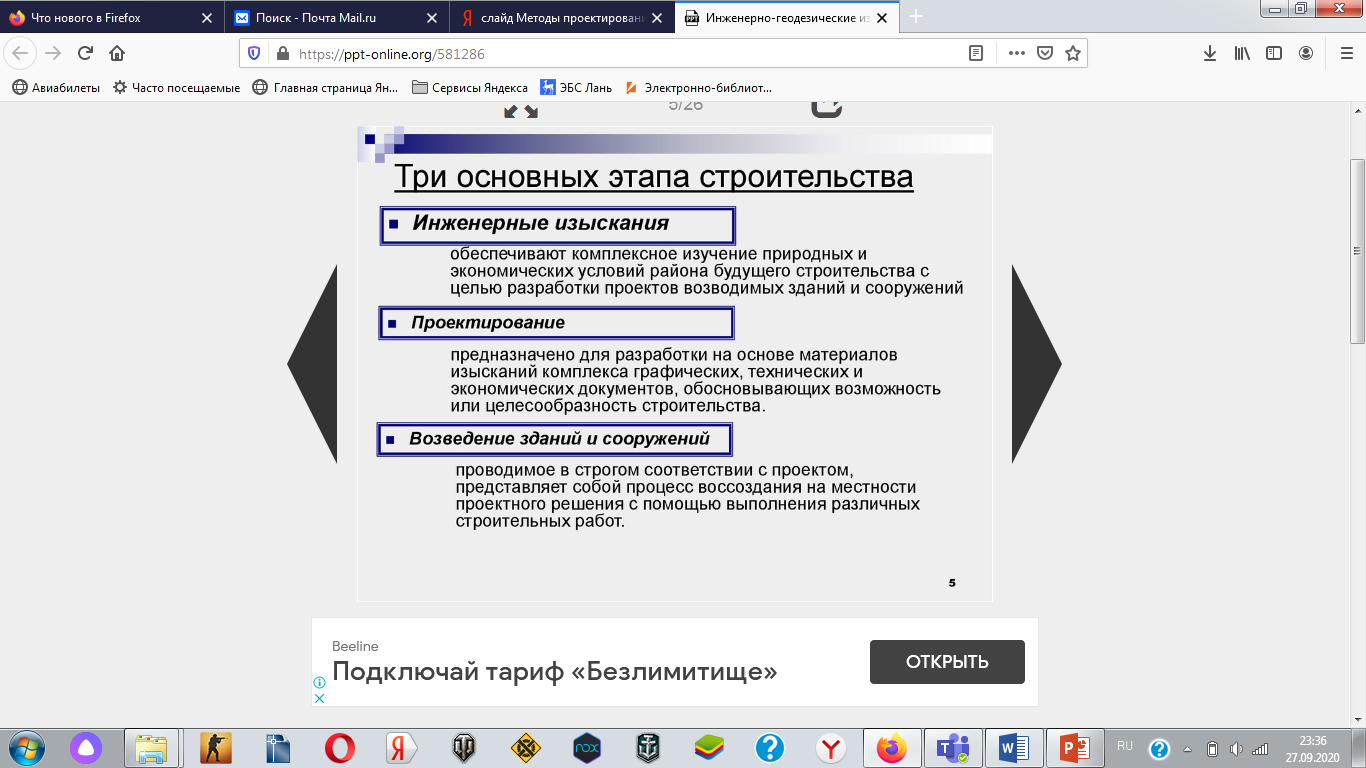 Что нового в Firefox
Поиск - Почта Mail.ru
слайд Методы проектировани
Инженерно-геодезические из
https://ppt-online.org/581286
Авиабилеты
Часто посещаемые
Главная страница Ян...
Сервисы Яндекса
ЭБС Лань
Электронно-библиот...
5/26
Три основных этапа строительства
Инженерные изыскания
обеспечивают комплексное изучение природных и
экономических условий района будущего строительства с
целью разработки проектов возводимых зданий и сооружений
Проектирование
предназначено для разработки на основе материалов
изысканий комплекса графических, технических и
экономических документов, обосновывающих возможность
или целесообразность строительства.
Возведение зданий и сооружений
проводимое в строгом соответствии с проектом,
представляет собой процесс воссоздания на местности
проектного решения с помощью выполнения различных
строительных работ.
5
Beeline
Подключай тариф «Безлимитище»
ОТКРЫТЬ
RU
23:36
27.09.2020